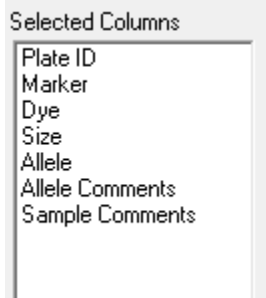 Selected Columns
Plate ID
Marker
Dye
Size
Allele
Allele Comments
Sample Comments